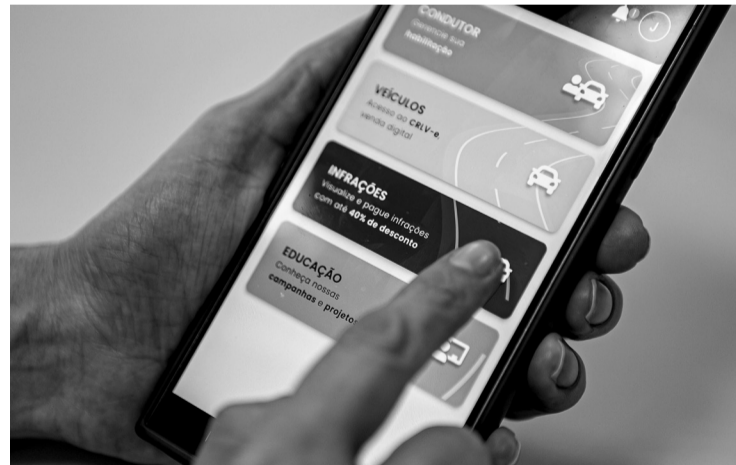 CONDUTOR
Gerencie sua
habilitação
J
VEÍCULOS
Acesso ao CRLV-e,
venda digital
INFRAÇÕES
Visualize e pague infrações
com até 40% de desconto
EDUCAÇÃO
Conheça nossas
campanhas e projetos